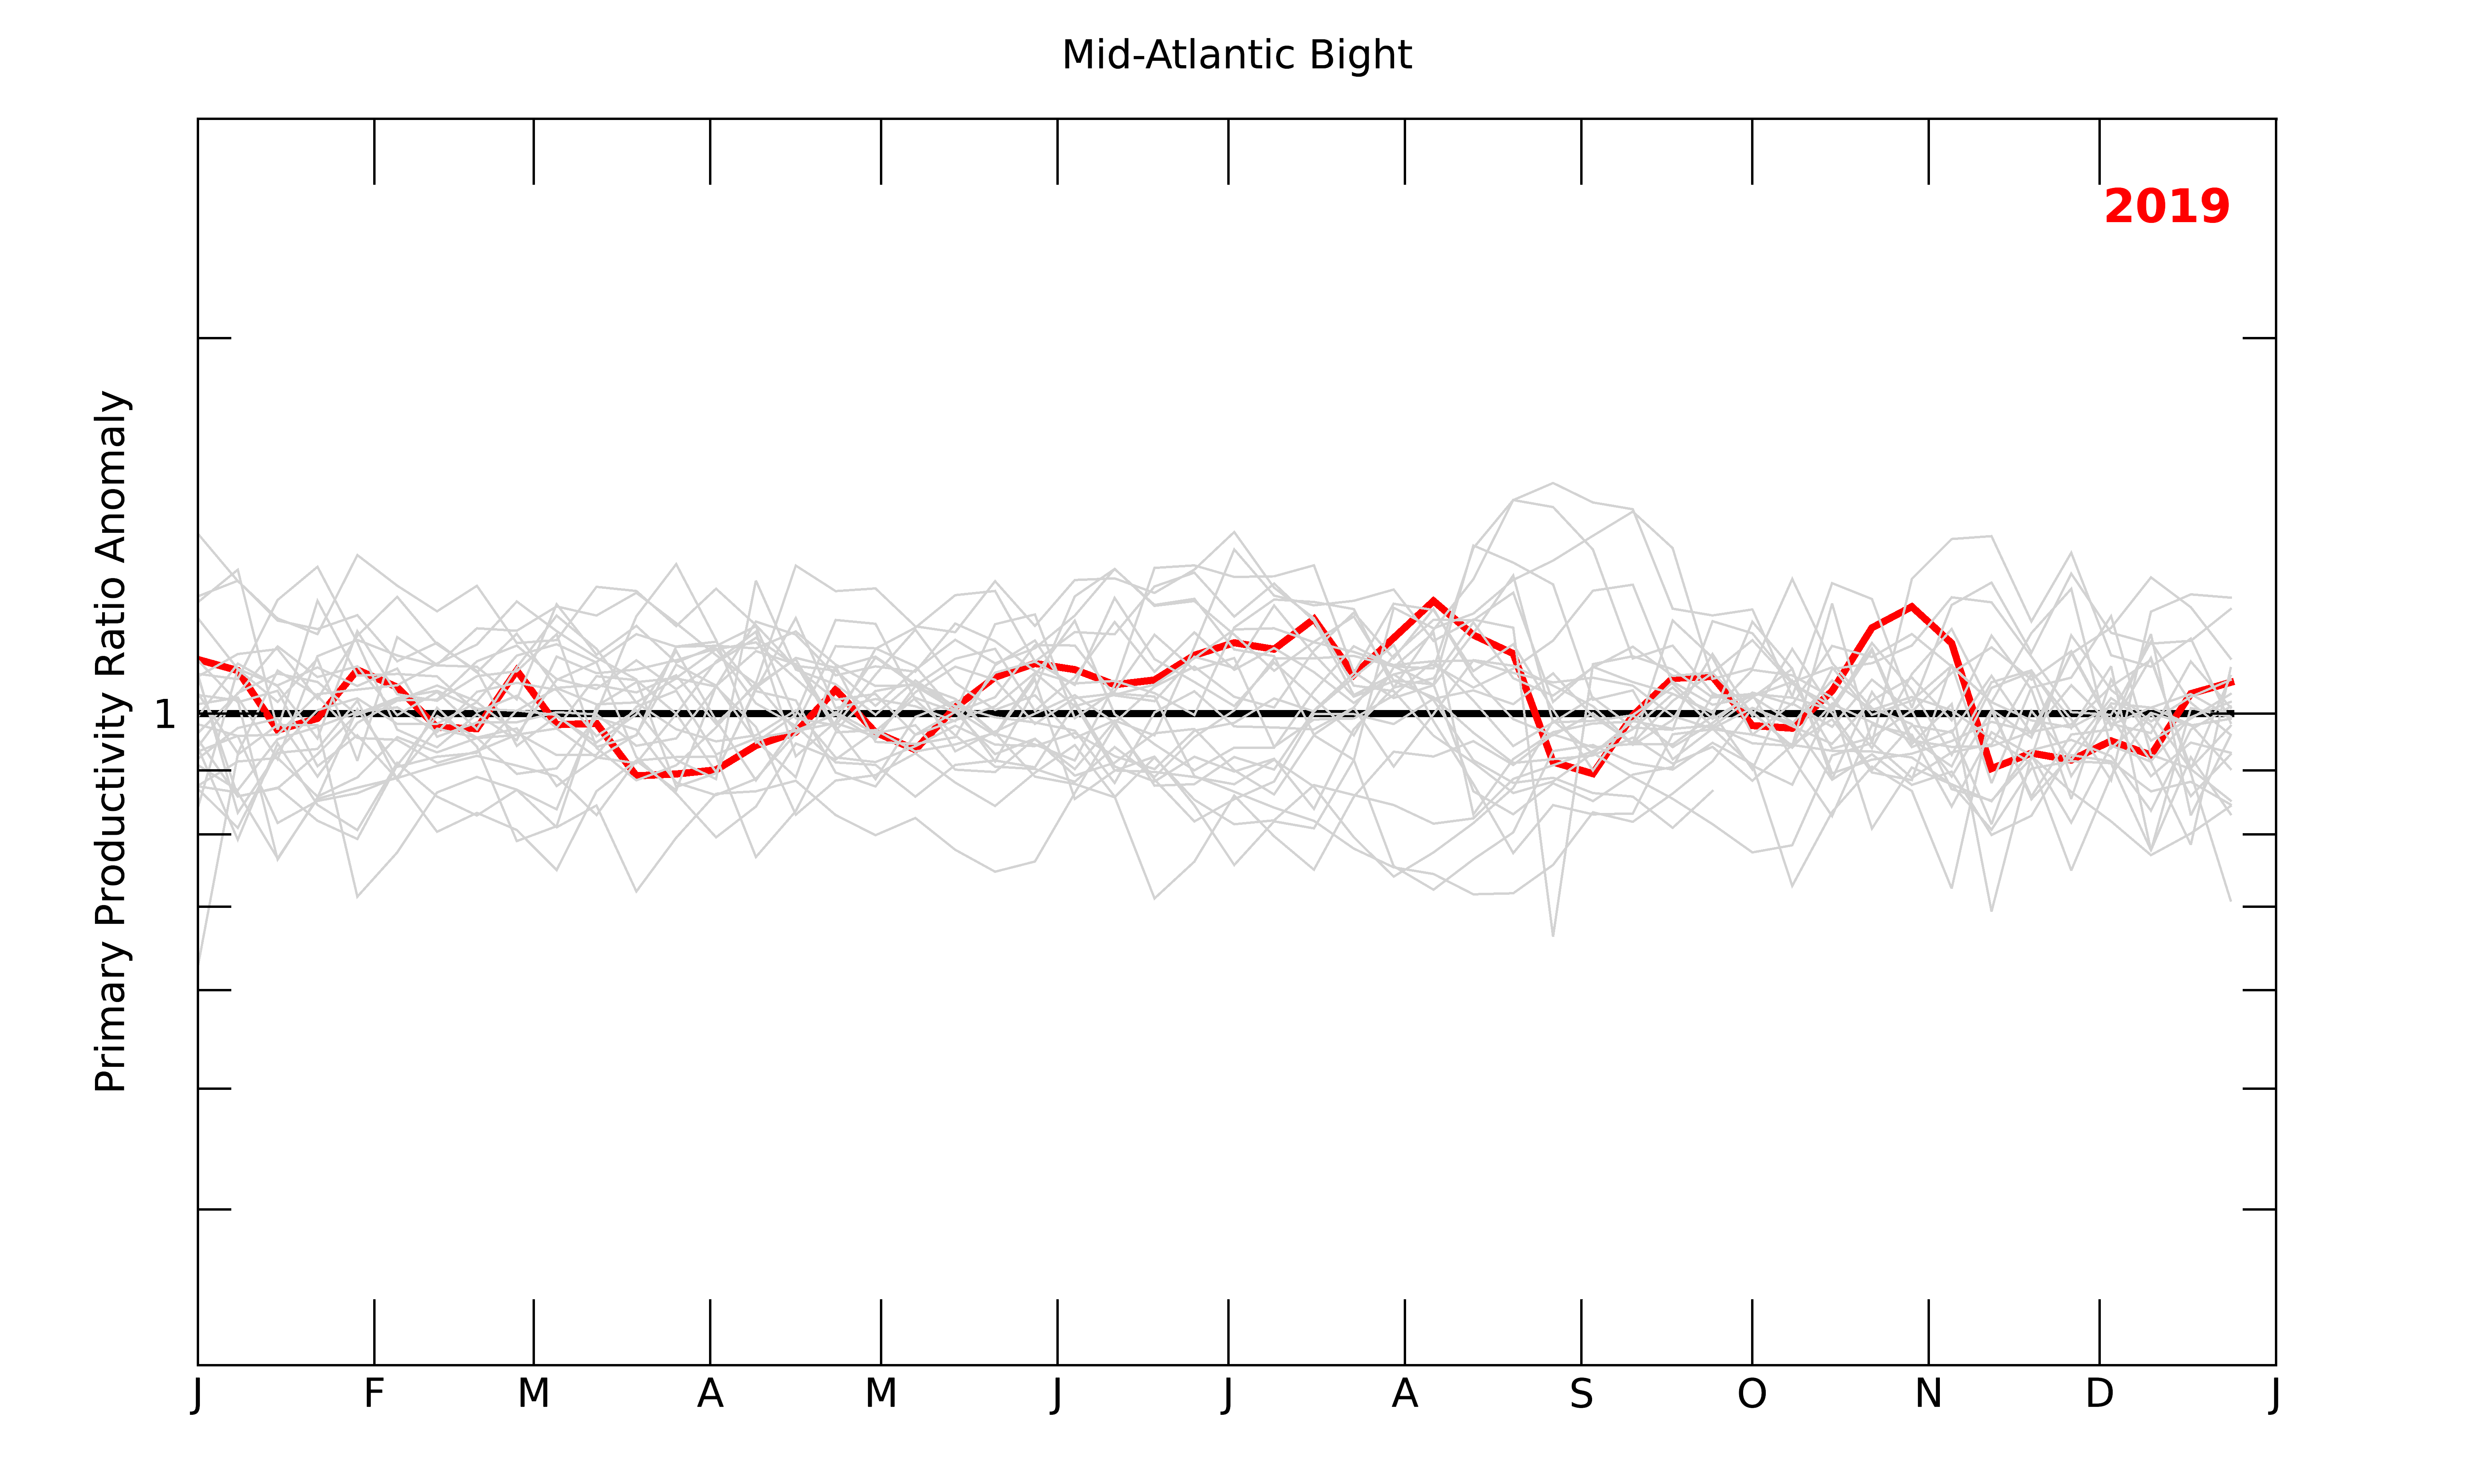 Mid-Atlantic Bight
2019
Primary Productivity Ratio Anomaly
1
J F M A M J J A S O N D J